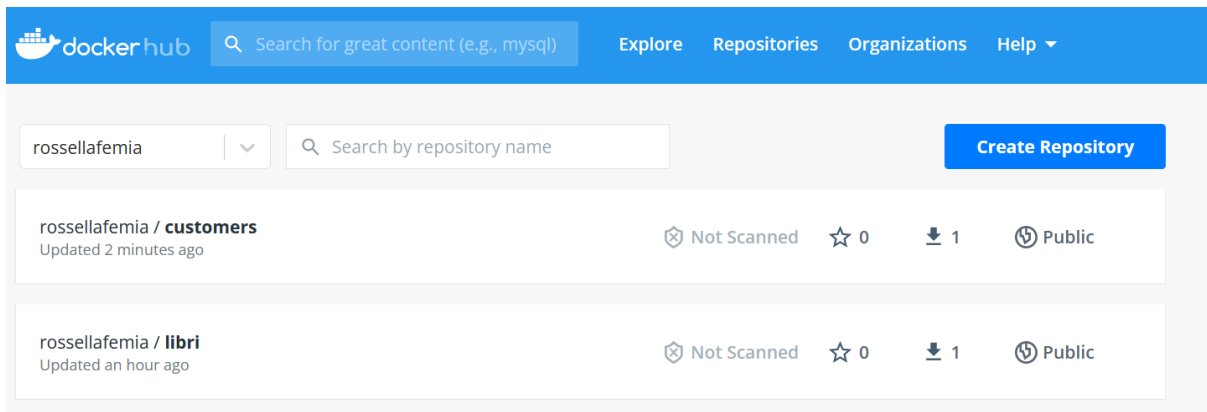 dockerhub Search for great content (e.g., mysql) Explore Repositories Organizations Help
rossellafemia Search by repository name Create Repository
rossellafemia / customers
Updated 2 minutes ago
Not Scanned 0 1 Public
rossellafemia / libri
Updated an hour ago
Not Scanned 0 1 Public